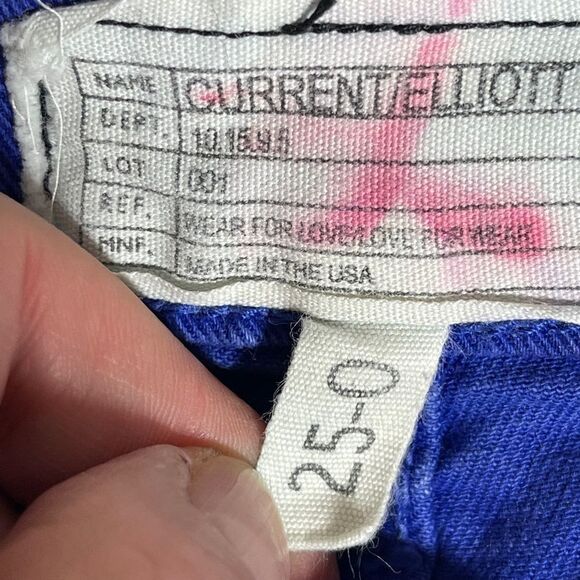 NAME CURRENT/ELLIOTT
DEPT. 10.15.9.8
LOT 001
REF. WEAR FOR LOVE/LOVE FOR WEAR
MNF. MADE IN THE USA
25-0